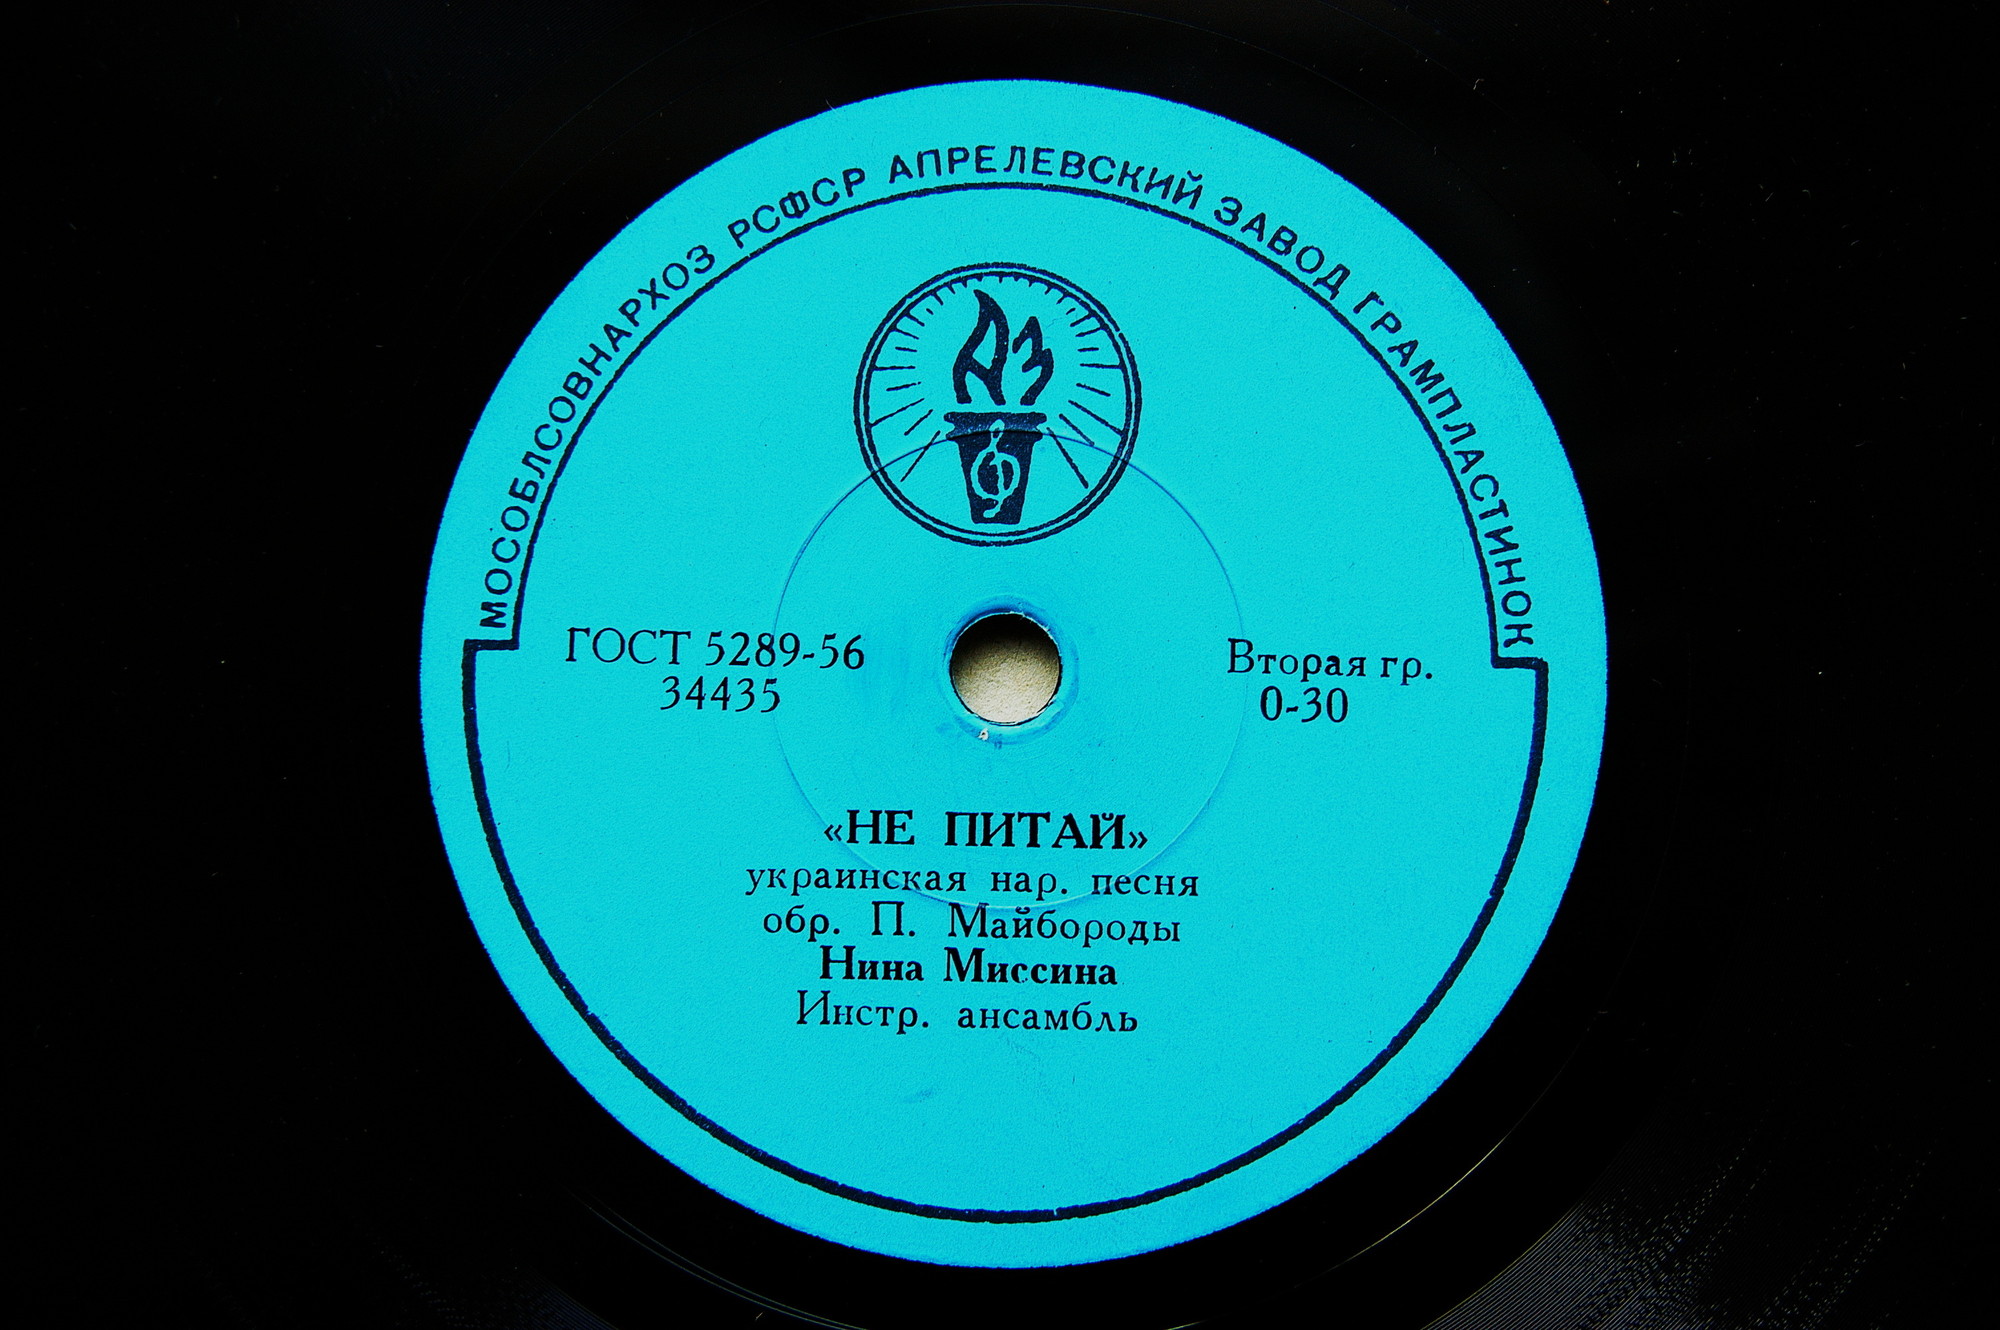 МОСОБЛСОВНАРХОЗ РСФСР АПРЕЛЕВСКИЙ ЗАВОД ГРАМПЛАСТИНОК
АЗ
ГОСТ 5289-56
34435
Вторая гр.
0-30
«НЕ ПИТАЙ»
украинская нар. песня
обр. П. Майбороды
Нина Миссина
Инстр. ансамбль